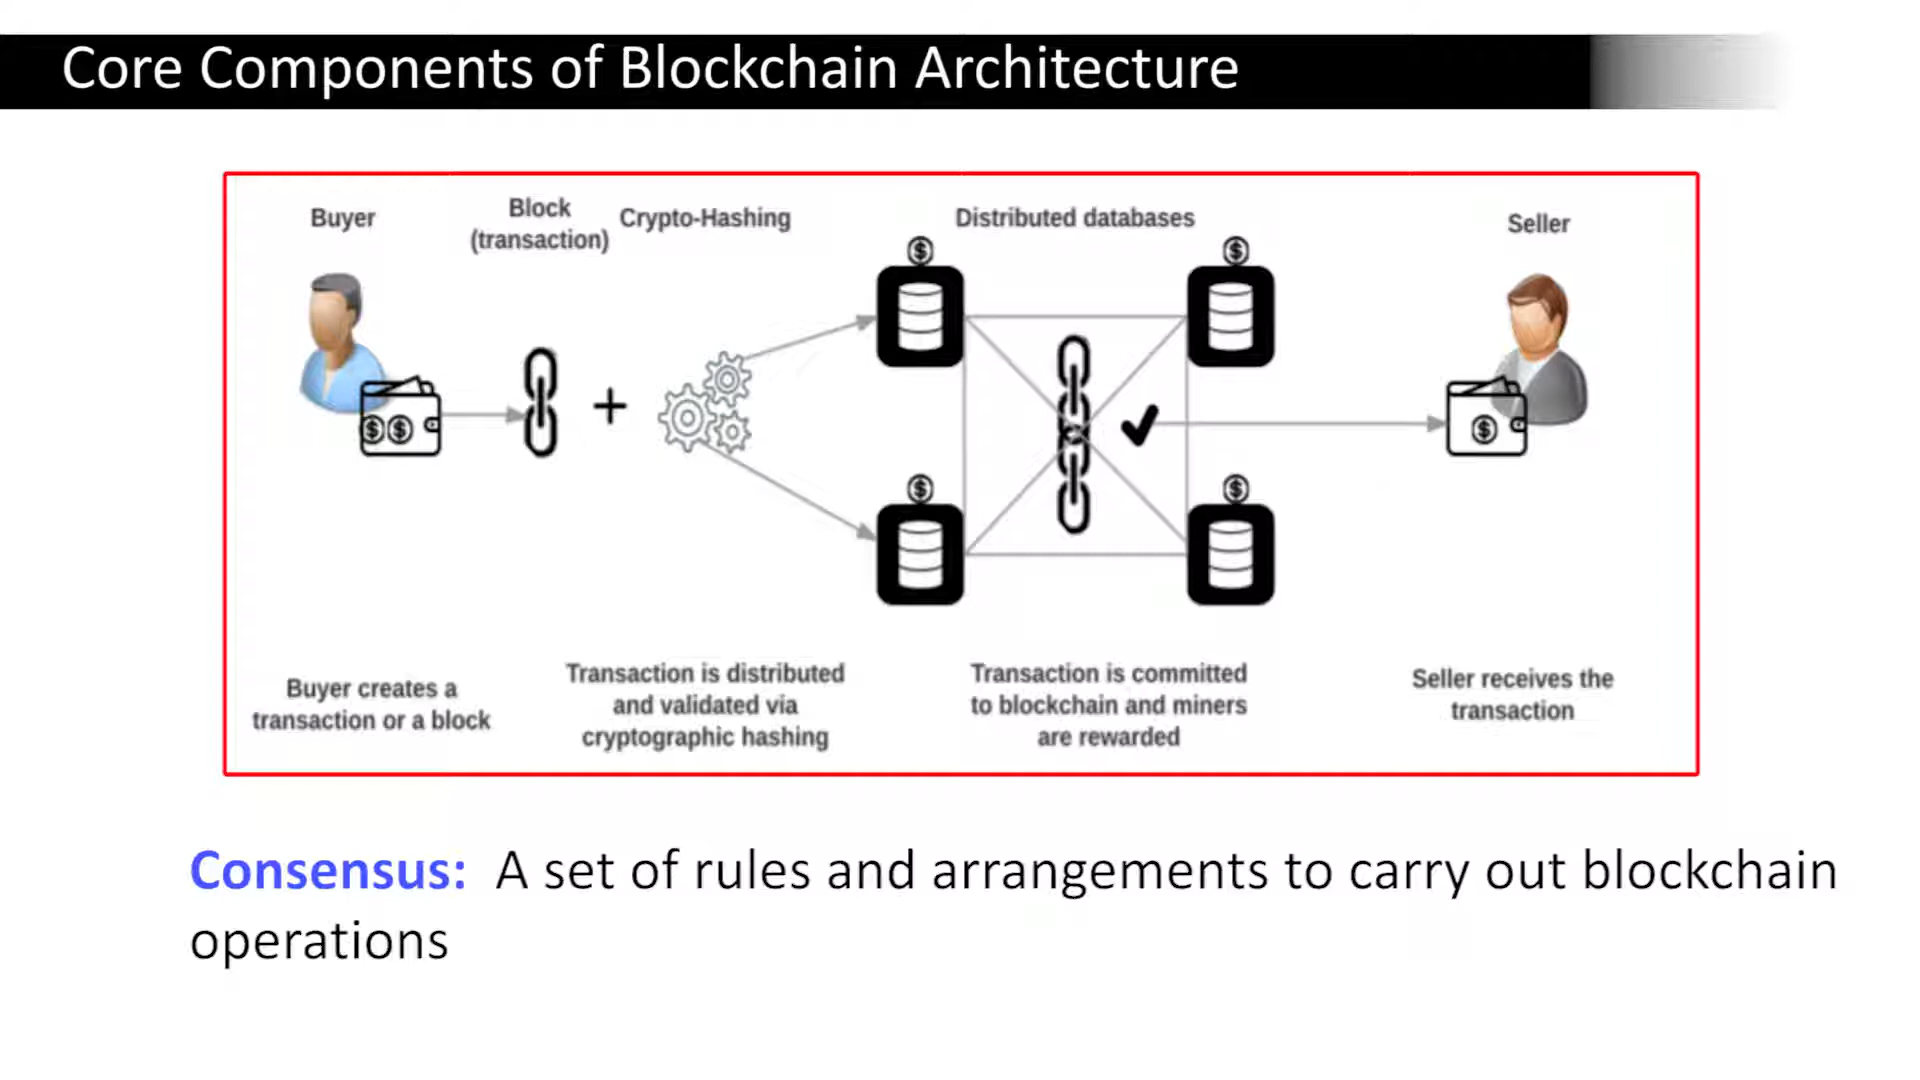 Core Components of Blockchain Architecture
Buyer
Block
(transaction)
Crypto-Hashing
Distributed databases
Seller
Buyer creates a
transaction or a block
Transaction is distributed
and validated via
cryptographic hashing
Transaction is committed
to blockchain and miners
are rewarded
Seller receives the
transaction
Consensus: A set of rules and arrangements to carry out blockchain
operations